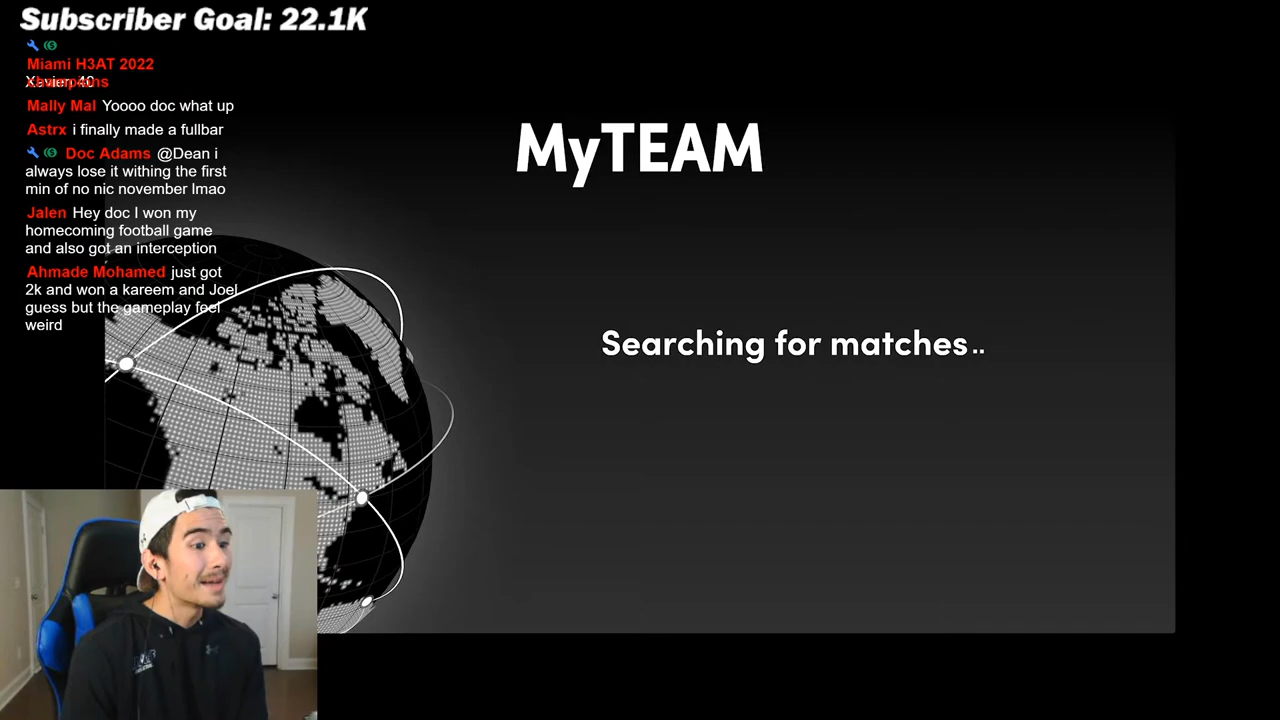 Subscriber Goal: 22.1K
Miami H3AT 2022
champions
Xavien 40
MyTEAM
Mally Mal Yoooo doc what up
Astrx i finally made a fullbar
Doc Adams @Dean i
always lose it withing the first
min of no nic november lmao
Jalen Hey doc I won my
homecoming football game
and also got an interception
Ahmade Mohamed just got
2k and won a kareem and Joel
guess but the gameplay feel
weird
Searching for matches..